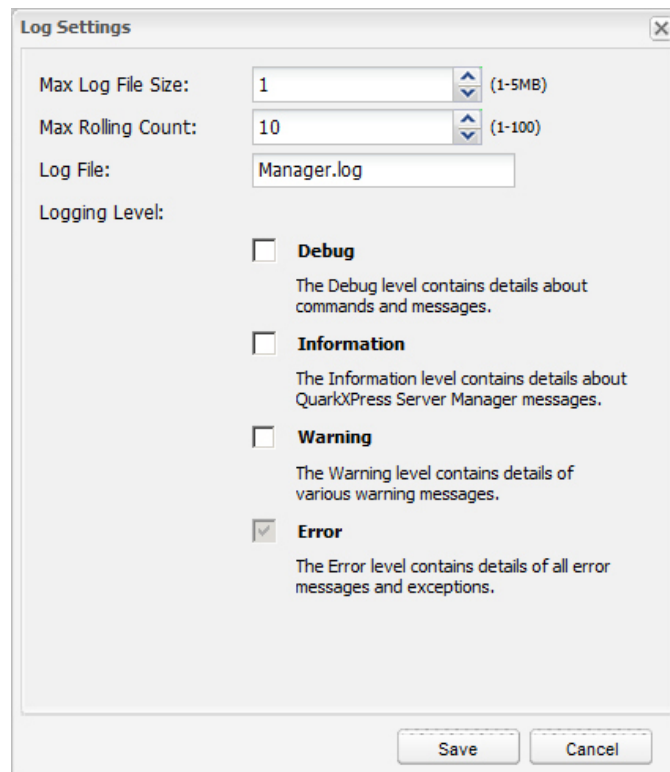 Log Settings
Max Log File Size: 1 (1-5MB)
Max Rolling Count: 10 (1-100)
Log File: Manager.log
Logging Level:
Debug
The Debug level contains details about
commands and messages.
Information
The Information level contains details about
QuarkXPress Server Manager messages.
Warning
The Warning level contains details of
various warning messages.
Error
The Error level contains details of all error
messages and exceptions.
Save Cancel